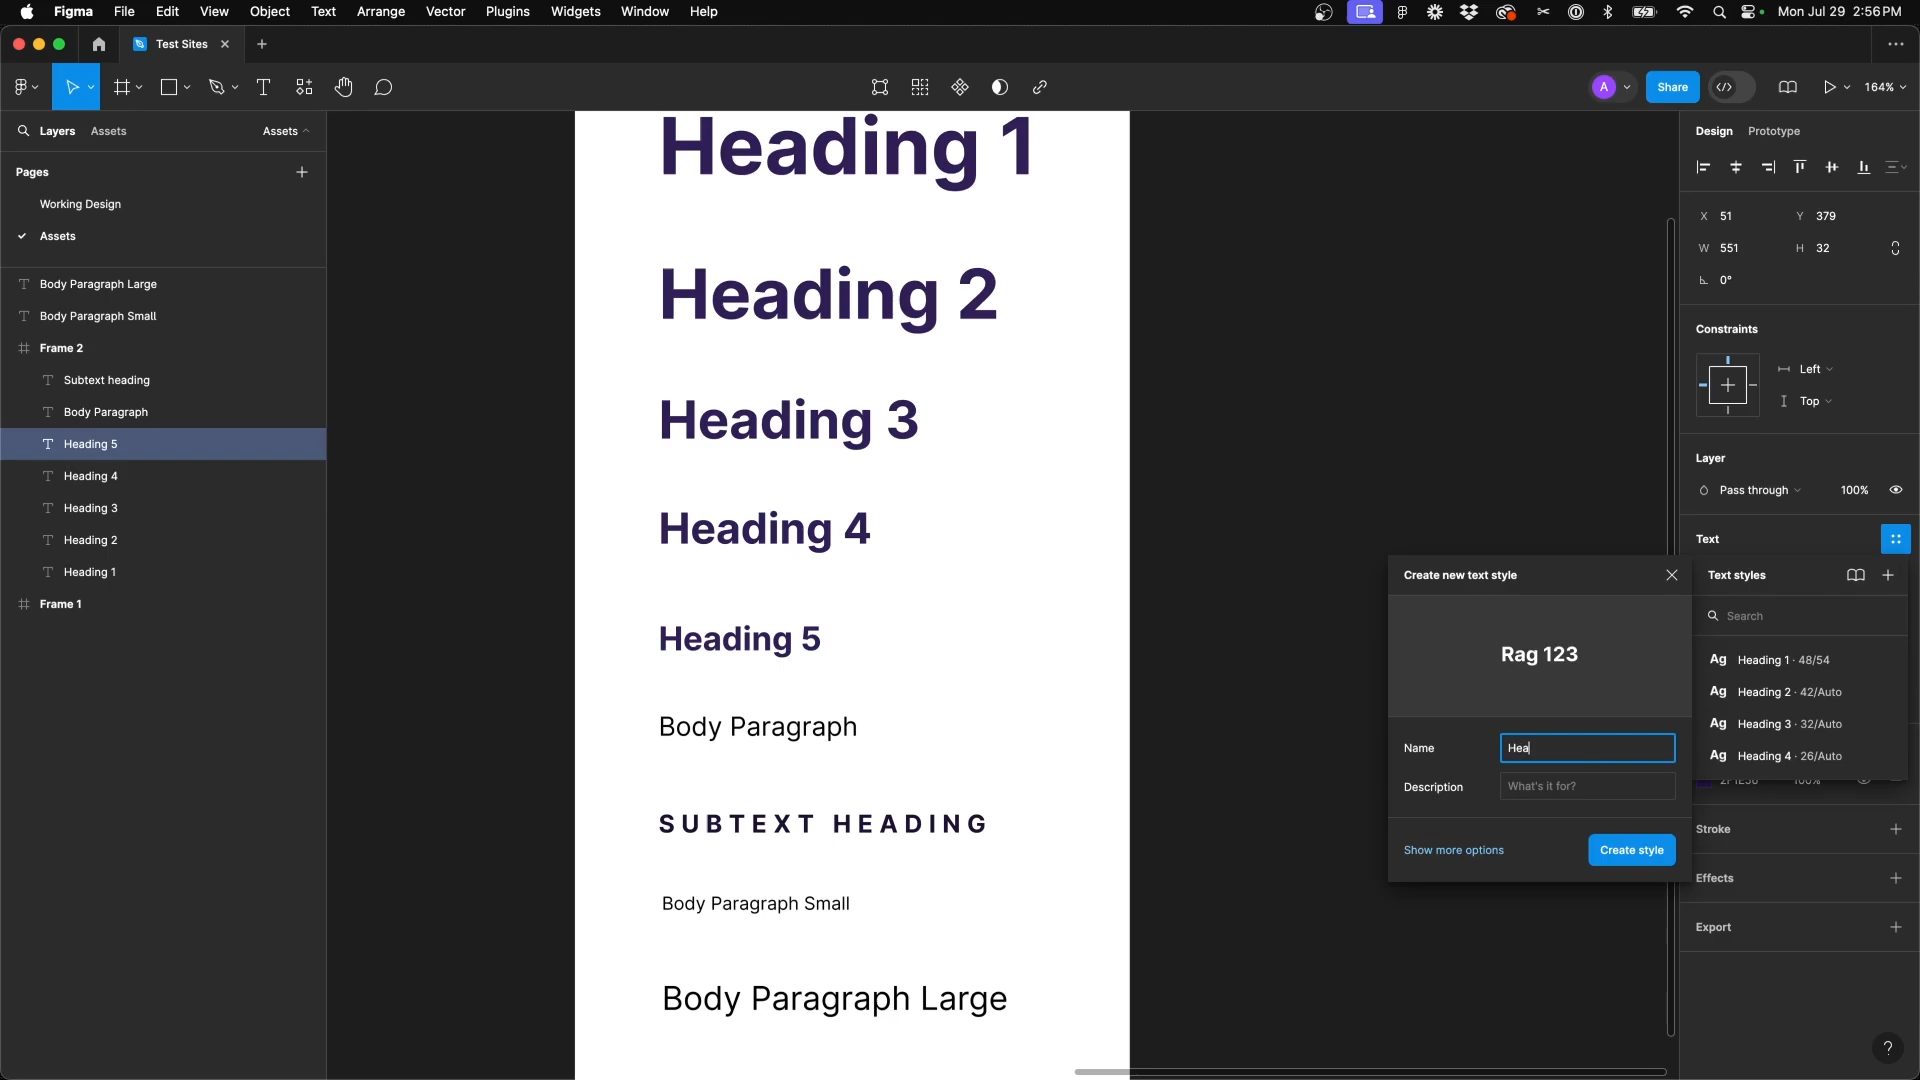 Figma File Edit View Object Text Arrange Vector Plugins Widgets Window Help Mon Jul 29 2:56 PM
Test Sites
A Share 164%
Layers Assets Assets
Pages
Working Design
Assets
Body Paragraph Large
Body Paragraph Small
Frame 2
Subtext heading
Body Paragraph
Heading 5
Heading 4
Heading 3
Heading 2
Heading 1
Frame 1
Heading 1
Heading 2
Heading 3
Heading 4
Heading 5
Body Paragraph
SUBTEXT HEADING
Body Paragraph Small
Body Paragraph Large
Create new text style
Rag 123
Name Hea
Description What's it for?
Show more options Create style
Design Prototype
X 51 Y 379
W 551 H 32
0°
Constraints
Left
Top
Layer
Pass through 100%
Text
Text styles
Search
Ag Heading 1 · 48/54
Ag Heading 2 · 42/Auto
Ag Heading 3 · 32/Auto
Ag Heading 4 · 26/Auto
100%
Stroke
Effects
Export
?